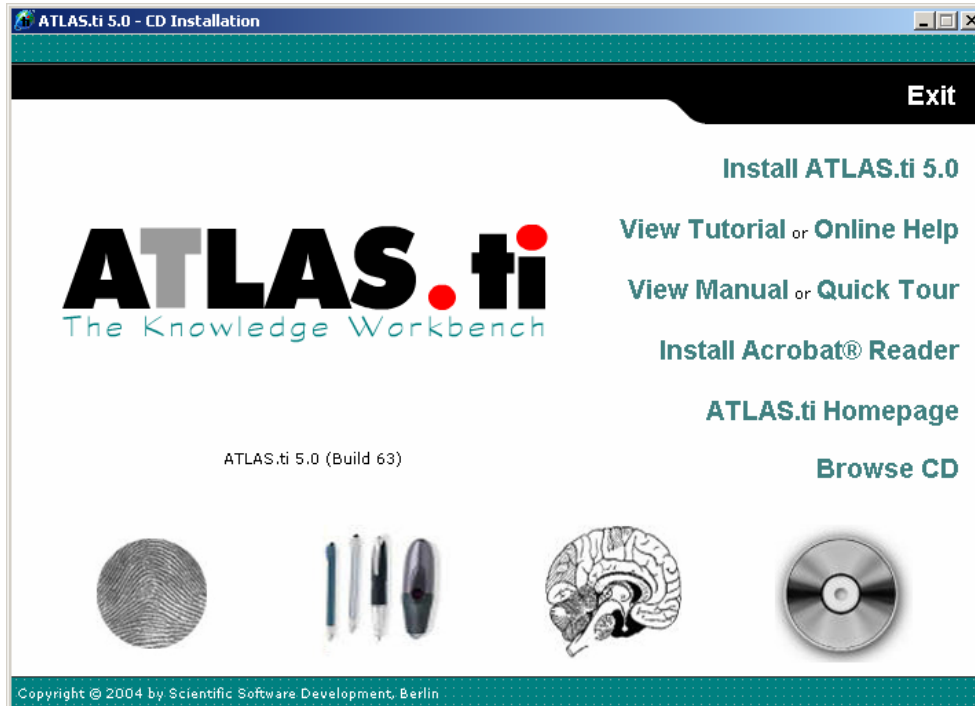 ATLAS.ti 5.0 - CD Installation
Exit
Install ATLAS.ti 5.0
View Tutorial or Online Help
View Manual or Quick Tour
Install Acrobat® Reader
ATLAS.ti Homepage
Browse CD
ATLAS.ti
The Knowledge Workbench
ATLAS.ti 5.0 (Build 63)
Copyright © 2004 by Scientific Software Development, Berlin